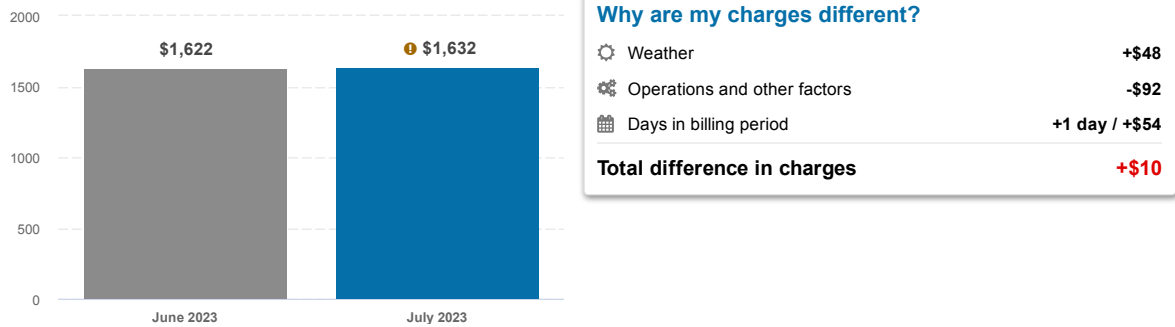 2000
1500
1000
500
0
$1,622
$1,632
June 2023
July 2023
Why are my charges different?
Weather +$48
Operations and other factors -$92
Days in billing period +1 day / +$54
Total difference in charges +$10